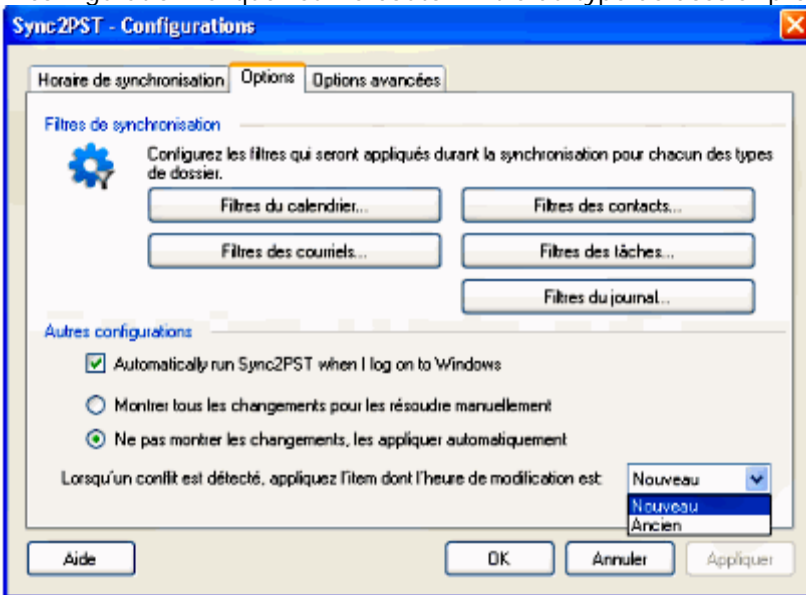 Sync2PST - Configurations
Horaire de synchronisation Options Options avancées
Filtres de synchronisation
Configurez les filtres qui seront appliqués durant la synchronisation pour chacun des types
de dossier.
Filtres du calendrier... Filtres des contacts...
Filtres des courriels... Filtres des tâches...
Filtres du journal...
Autres configurations
Automatically run Sync2PST when I log on to Windows
Montrer tous les changements pour les résoudre manuellement
Ne pas montrer les changements, les appliquer automatiquement
Lorsqu'un conflit est détecté, appliquez l'item dont l'heure de modification est: Nouveau
Nouveau
Ancien
Aide OK Annuler Appliquer